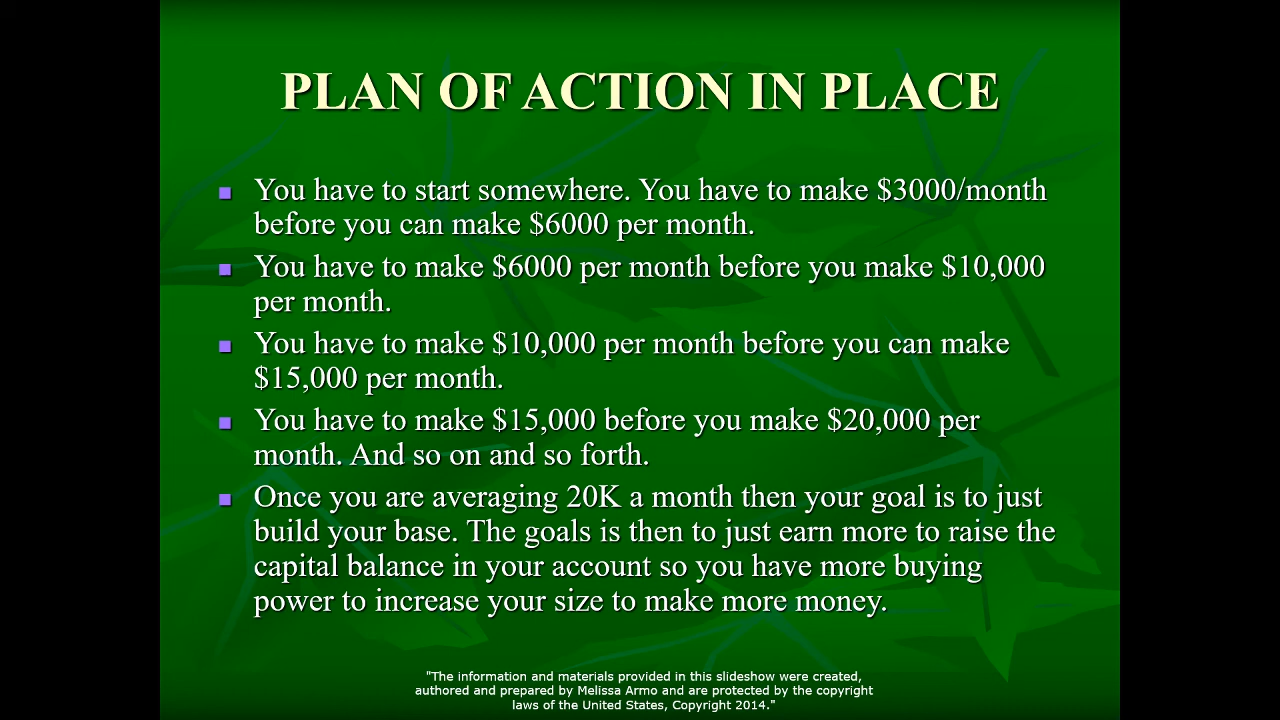 PLAN OF ACTION IN PLACE
You have to start somewhere. You have to make $3000/month
before you can make $6000 per month.
You have to make $6000 per month before you make $10,000
per month.
You have to make $10,000 per month before you can make
$15,000 per month.
You have to make $15,000 before you make $20,000 per
month. And so on and so forth.
Once you are averaging 20K a month then your goal is to just
build your base. The goals is then to just earn more to raise the
capital balance in your account so you have more buying
power to increase your size to make more money.
"The information and materials provided in this slideshow were created,
authored and prepared by Melissa Armo and are protected by the copyright
laws of the United States, Copyright 2014."